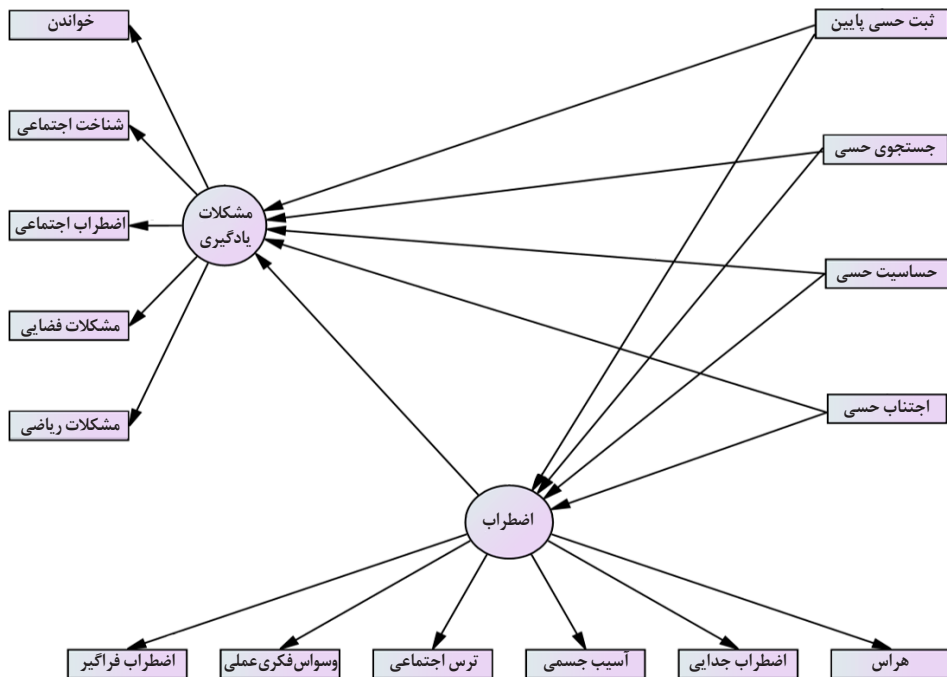 ثبت حسی پایین
خواندن
شناخت اجتماعی
جستجوی حسی
مشکلات
یادگیری
اضطراب اجتماعی
حساسیت حسی
مشکلات فضایی
اجتناب حسی
مشکلات ریاضی
اضطراب
هراس
اضطراب جدایی
آسیب جسمی
ترس اجتماعی
وسواس‌فکری‌عملی
اضطراب فراگیر